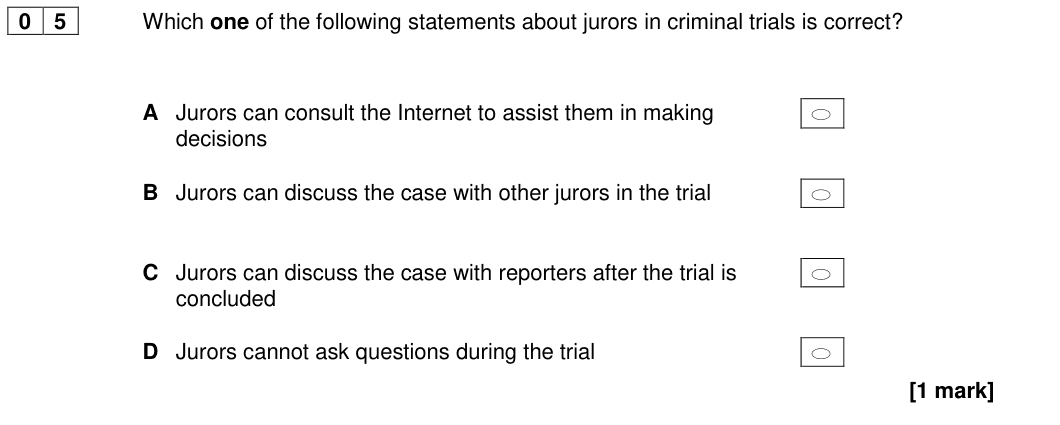 0 5 Which one of the following statements about jurors in criminal trials is correct?
A Jurors can consult the Internet to assist them in making
decisions
B Jurors can discuss the case with other jurors in the trial
C Jurors can discuss the case with reporters after the trial is
concluded
D Jurors cannot ask questions during the trial
[1 mark]